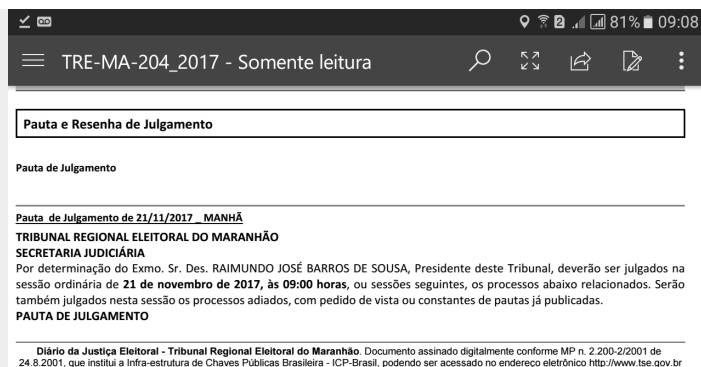 2 81% 09:08
TRE-MA-204_2017 - Somente leitura
Pauta e Resenha de Julgamento
Pauta de Julgamento
Pauta de Julgamento de 21/11/2017 _ MANHÃ
TRIBUNAL REGIONAL ELEITORAL DO MARANHÃO
SECRETARIA JUDICIÁRIA
Por determinação do Exmo. Sr. Des. RAIMUNDO JOSÉ BARROS DE SOUSA, Presidente deste Tribunal, deverão ser julgados na
sessão ordinária de 21 de novembro de 2017, às 09:00 horas, ou sessões seguintes, os processos abaixo relacionados. Serão
também julgados nesta sessão os processos adiados, com pedido de vista ou constantes de pautas já publicadas.
PAUTA DE JULGAMENTO
Diário da Justiça Eleitoral - Tribunal Regional Eleitoral do Maranhão. Documento assinado digitalmente conforme MP n. 2.200-2/2001 de
24.8.2001, que institui a Infra-estrutura de Chaves Públicas Brasileira - ICP-Brasil, podendo ser acessado no endereço eletrônico http://www.tse.gov.br